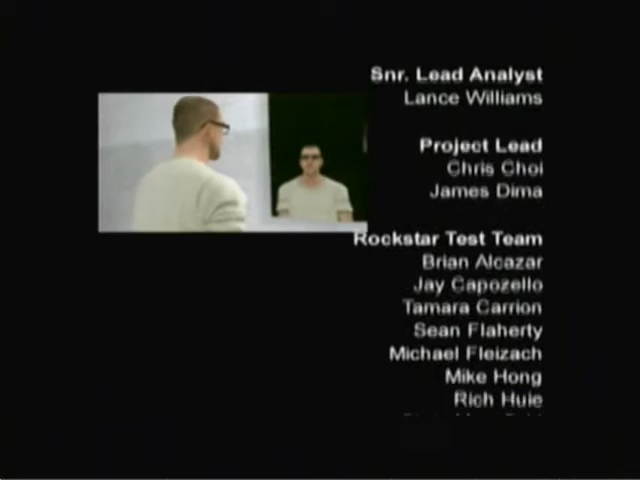 Snr. Lead Analyst
Lance Williams
Project Lead
Chris Choi
James Dima
Rockstar Test Team
Brian Alcazar
Jay Capozello
Tamara Carrion
Sean Flaherty
Michael Fleizach
Mike Hong
Rich Huie